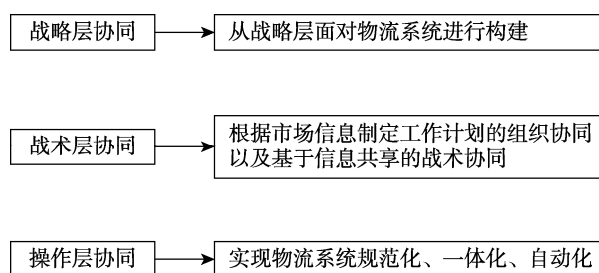 战略层协同
从战略层面对物流系统进行构建
战术层协同
根据市场信息制定工作计划的组织协同
以及基于信息共享的战术协同
操作层协同
实现物流系统规范化、一体化、自动化